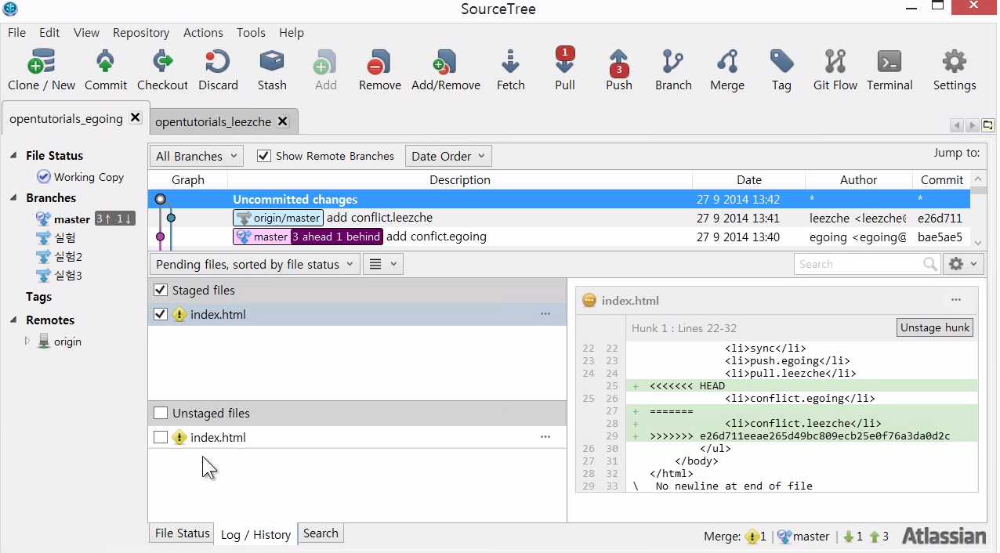 SourceTree
File Edit View Repository Actions Tools Help
1
3
Clone / New Commit Checkout Discard Stash Add Remove Add/Remove Fetch Pull Push Branch Merge Tag Git Flow Terminal Settings
opentutorials_egoing opentutorials_leezche
File Status
Working Copy
Branches
master 3↑ 1↓
실험
실험2
실험3
Tags
Remotes
origin
All Branches Show Remote Branches Date Order Jump to:
Graph Description Date Author Commit
Uncommitted changes 27 9 2014 13:42 * *
origin/master add conflict.leezche 27 9 2014 13:41 leezche <leezche@ e26d711
master 3 ahead 1 behind add confict.egoing 27 9 2014 13:40 egoing <egoing@ bae5ae5
Pending files, sorted by file status Search
Staged files
index.html ...
Unstaged files
index.html ...
index.html ...
Hunk 1 : Lines 22-32 Unstage hunk
22 22 <li>sync</li>
23 23 <li>push.egoing</li>
24 24 <li>pull.leezche</li>
25 + <<<<<<< HEAD
25 26 <li>conflict.egoing</li>
27 + =======
28 + <li>conflict.leezche</li>
29 + >>>>>>> e26d711eeae265d49bc809ecb25e0f76a3da0d2c
26 30 </ul>
27 31 </body>
28 32 </html>
29 33 \ No newline at end of file
File Status Log / History Search
Merge: 1 | master | 1 3 Atlassian